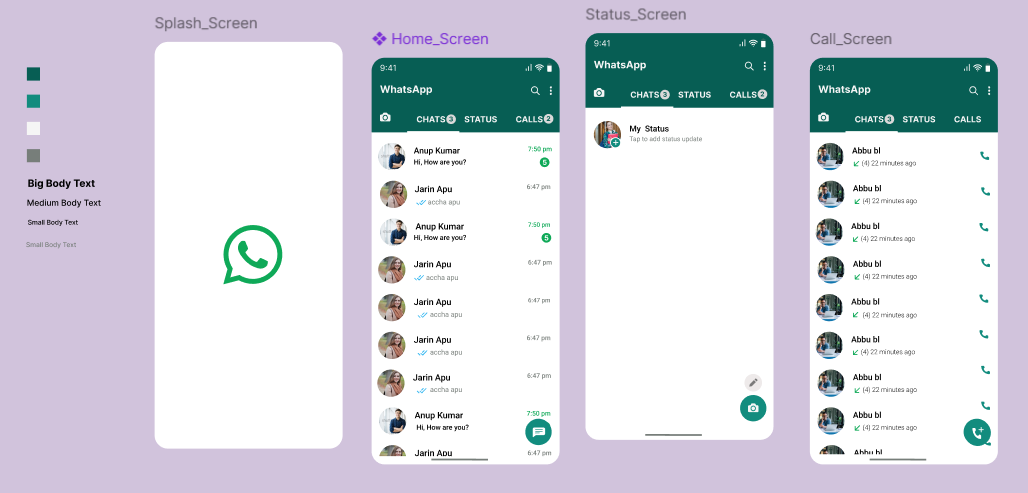 Splash_Screen
Home_Screen
Status_Screen
Call_Screen
Big Body Text
Medium Body Text
Small Body Text
Small Body Text
9:41
WhatsApp
CHATS 3 STATUS CALLS 2
Anup Kumar 7:50 pm
Hi, How are you? 5
Jarin Apu 6:47 pm
accha apu
Anup Kumar 7:50 pm
Hi, How are you? 5
Jarin Apu 6:47 pm
accha apu
Jarin Apu 6:47 pm
accha apu
Jarin Apu 6:47 pm
accha apu
Jarin Apu 6:47 pm
accha apu
Anup Kumar 7:50 pm
Hi, How are you?
Jarin Apu 6:47 pm
9:41
WhatsApp
CHATS 3 STATUS CALLS 2
My Status
Tap to add status update
9:41
WhatsApp
CHATS 3 STATUS CALLS
Abbu bl
(4) 22 minutes ago
Abbu bl
(4) 22 minutes ago
Abbu bl
(4) 22 minutes ago
Abbu bl
(4) 22 minutes ago
Abbu bl
(4) 22 minutes ago
Abbu bl
(4) 22 minutes ago
Abbu bl
(4) 22 minutes ago
Abbu bl
(4) 22 minutes ago
Abbu bl